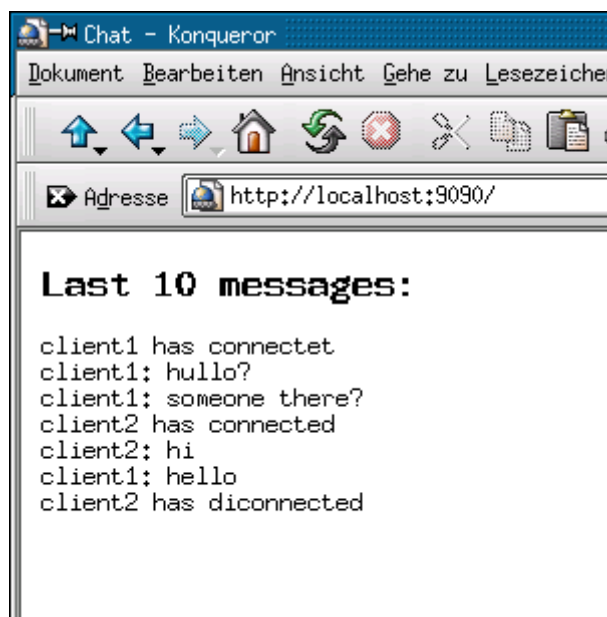 Chat - Konqueror
Dokument Bearbeiten Ansicht Gehe zu Lesezeiche
Adresse http://localhost:9090/
Last 10 messages:
client1 has connectet
client1: hullo?
client1: someone there?
client2 has connected
client2: hi
client1: hello
client2 has diconnected